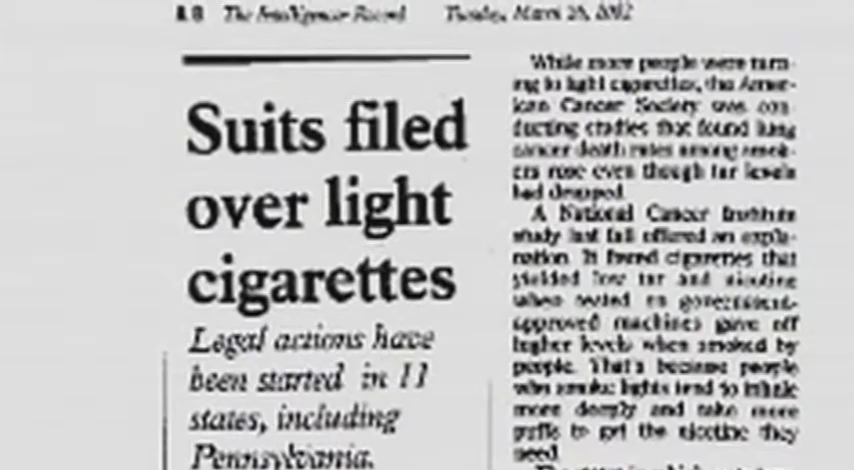 A8 The Intelligencer Record Tuesday, March 26, 2002
Suits filed
over light
cigarettes
Legal actions have
been started in 11
states, including
Pennsylvania.
While more people were turn-
ing to light cigarettes, the Amer-
ican Cancer Society was con-
ducting studies that found lung
cancer death rates among smok-
ers rose even though tar levels
had dropped.
A National Cancer Institute
study last fall offered an expla-
nation. It found cigarettes that
yielded low tar and nicotine
when tested on government-
approved machines gave off
higher levels when smoked by
people. That's because people
who smoke lights tend to inhale
more deeply and take more
puffs to get the nicotine they
need.